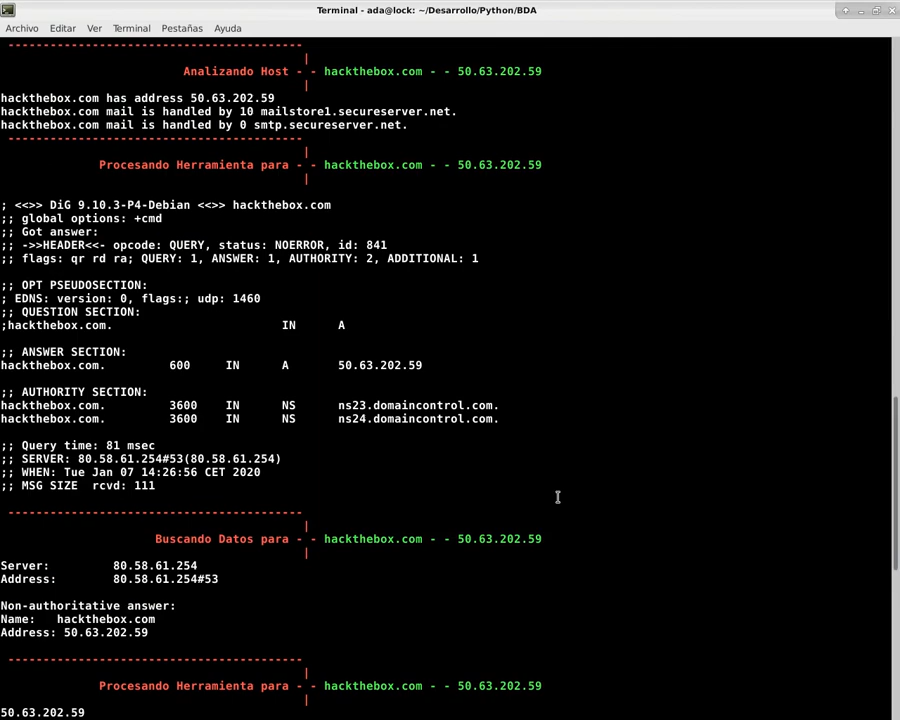 Terminal - ada@lock: ~/Desarrollo/Python/BDA
Archivo Editar Ver Terminal Pestañas Ayuda
-------------------------------------------
|
Analizando Host - - hackthebox.com - - 50.63.202.59
|
hackthebox.com has address 50.63.202.59
hackthebox.com mail is handled by 10 mailstore1.secureserver.net.
hackthebox.com mail is handled by 0 smtp.secureserver.net.
-------------------------------------------
|
Procesando Herramienta para - - hackthebox.com - - 50.63.202.59
|
; <<>> DiG 9.10.3-P4-Debian <<>> hackthebox.com
;; global options: +cmd
;; Got answer:
;; ->>HEADER<<- opcode: QUERY, status: NOERROR, id: 841
;; flags: qr rd ra; QUERY: 1, ANSWER: 1, AUTHORITY: 2, ADDITIONAL: 1
;; OPT PSEUDOSECTION:
; EDNS: version: 0, flags:; udp: 1460
;; QUESTION SECTION:
;hackthebox.com. IN A
;; ANSWER SECTION:
hackthebox.com. 600 IN A 50.63.202.59
;; AUTHORITY SECTION:
hackthebox.com. 3600 IN NS ns23.domaincontrol.com.
hackthebox.com. 3600 IN NS ns24.domaincontrol.com.
;; Query time: 81 msec
;; SERVER: 80.58.61.254#53(80.58.61.254)
;; WHEN: Tue Jan 07 14:26:56 CET 2020
;; MSG SIZE rcvd: 111
-------------------------------------------
|
Buscando Datos para - - hackthebox.com - - 50.63.202.59
|
Server: 80.58.61.254
Address: 80.58.61.254#53
Non-authoritative answer:
Name: hackthebox.com
Address: 50.63.202.59
-------------------------------------------
|
Procesando Herramienta para - - hackthebox.com - - 50.63.202.59
|
50.63.202.59